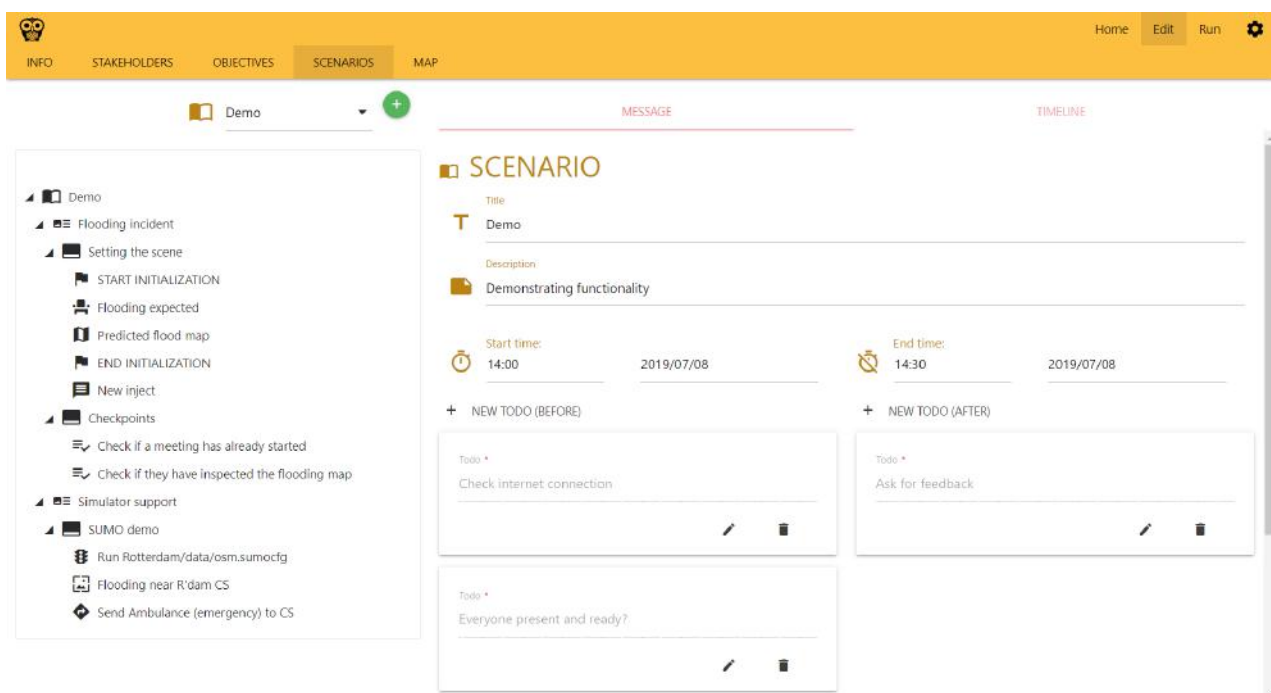 Home Edit Run
INFO STAKEHOLDERS OBJECTIVES SCENARIOS MAP
Demo
MESSAGE TIMELINE
Demo
Flooding incident
Setting the scene
START INITIALIZATION
Flooding expected
Predicted flood map
END INITIALIZATION
New inject
Checkpoints
Check if a meeting has already started
Check if they have inspected the flooding map
Simulator support
SUMO demo
Run Rotterdam/data/osm.sumocfg
Flooding near R'dam CS
Send Ambulance (emergency) to CS
SCENARIO
Title
Demo
Description
Demonstrating functionality
Start time: End time:
14:00 2019/07/08 14:30 2019/07/08
+ NEW TODO (BEFORE) + NEW TODO (AFTER)
Todo * Todo *
Check internet connection Ask for feedback
Todo *
Everyone present and ready?